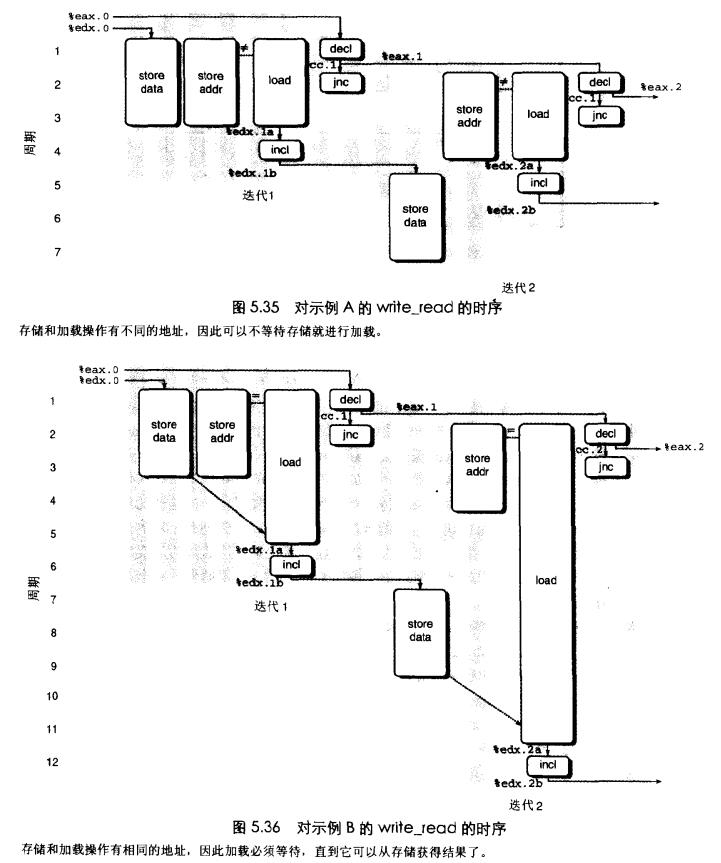 %eax.0
%edx.0
周期
1
2
3
4
5
6
7
store data
store addr
≠
load
decl
cc.1
jnc
%eax.1
%edx.1a
incl
%edx.1b
迭代1
store data
store addr
≠
load
decl
cc.1
jnc
%eax.2
%edx.2a
incl
%edx.2b
迭代2
图 5.35 对示例 A 的 write_read 的时序
存储和加载操作有不同的地址，因此可以不等待存储就进行加载。
%eax.0
%edx.0
周期
1
2
3
4
5
6
7
8
9
10
11
12
store data
store addr
=
load
decl
cc.1
jnc
%eax.1
%edx.1a
incl
%edx.1b
迭代 1
store data
store addr
=
load
decl
cc.2
jnc
%eax.2
%edx.2a
incl
%edx.2b
迭代2
图 5.36 对示例 B 的 write_read 的时序
存储和加载操作有相同的地址，因此加载必须等待，直到它可以从存储获得结果了。